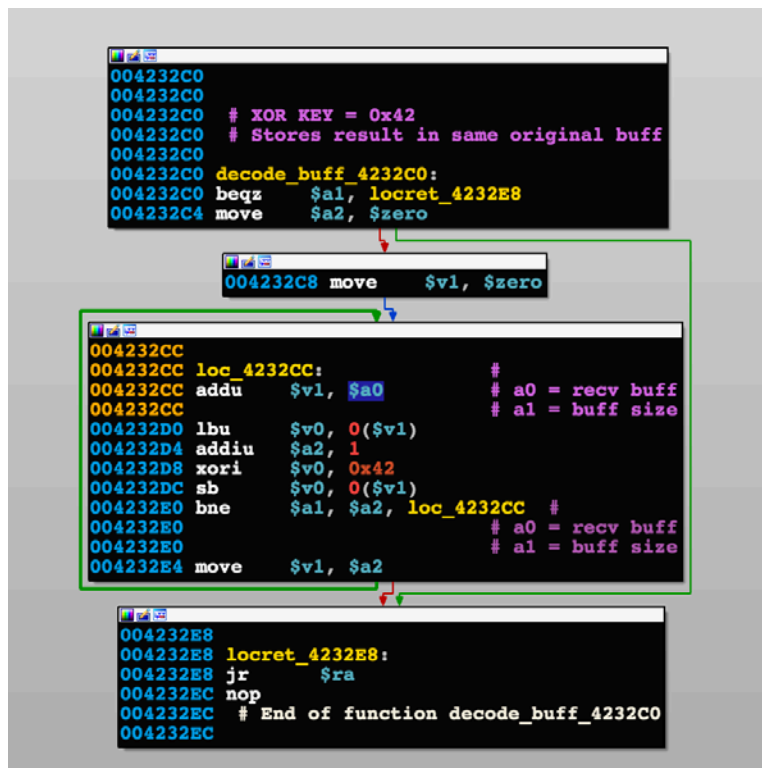 004232C0
004232C0
004232C0 # XOR KEY = 0x42
004232C0 # Stores result in same original buff
004232C0
004232C0 decode_buff_4232C0:
004232C0 beqz $a1, locret_4232E8
004232C4 move $a2, $zero
004232C8 move $v1, $zero
004232CC
004232CC loc_4232CC: #
004232CC addu $v1, $a0 # a0 = recv buff
004232CC # a1 = buff size
004232D0 lbu $v0, 0($v1)
004232D4 addiu $a2, 1
004232D8 xori $v0, 0x42
004232DC sb $v0, 0($v1)
004232E0 bne $a1, $a2, loc_4232CC #
004232E0 # a0 = recv buff
004232E0 # a1 = buff size
004232E4 move $v1, $a2
004232E8
004232E8 locret_4232E8:
004232E8 jr $ra
004232EC nop
004232EC # End of function decode_buff_4232C0
004232EC